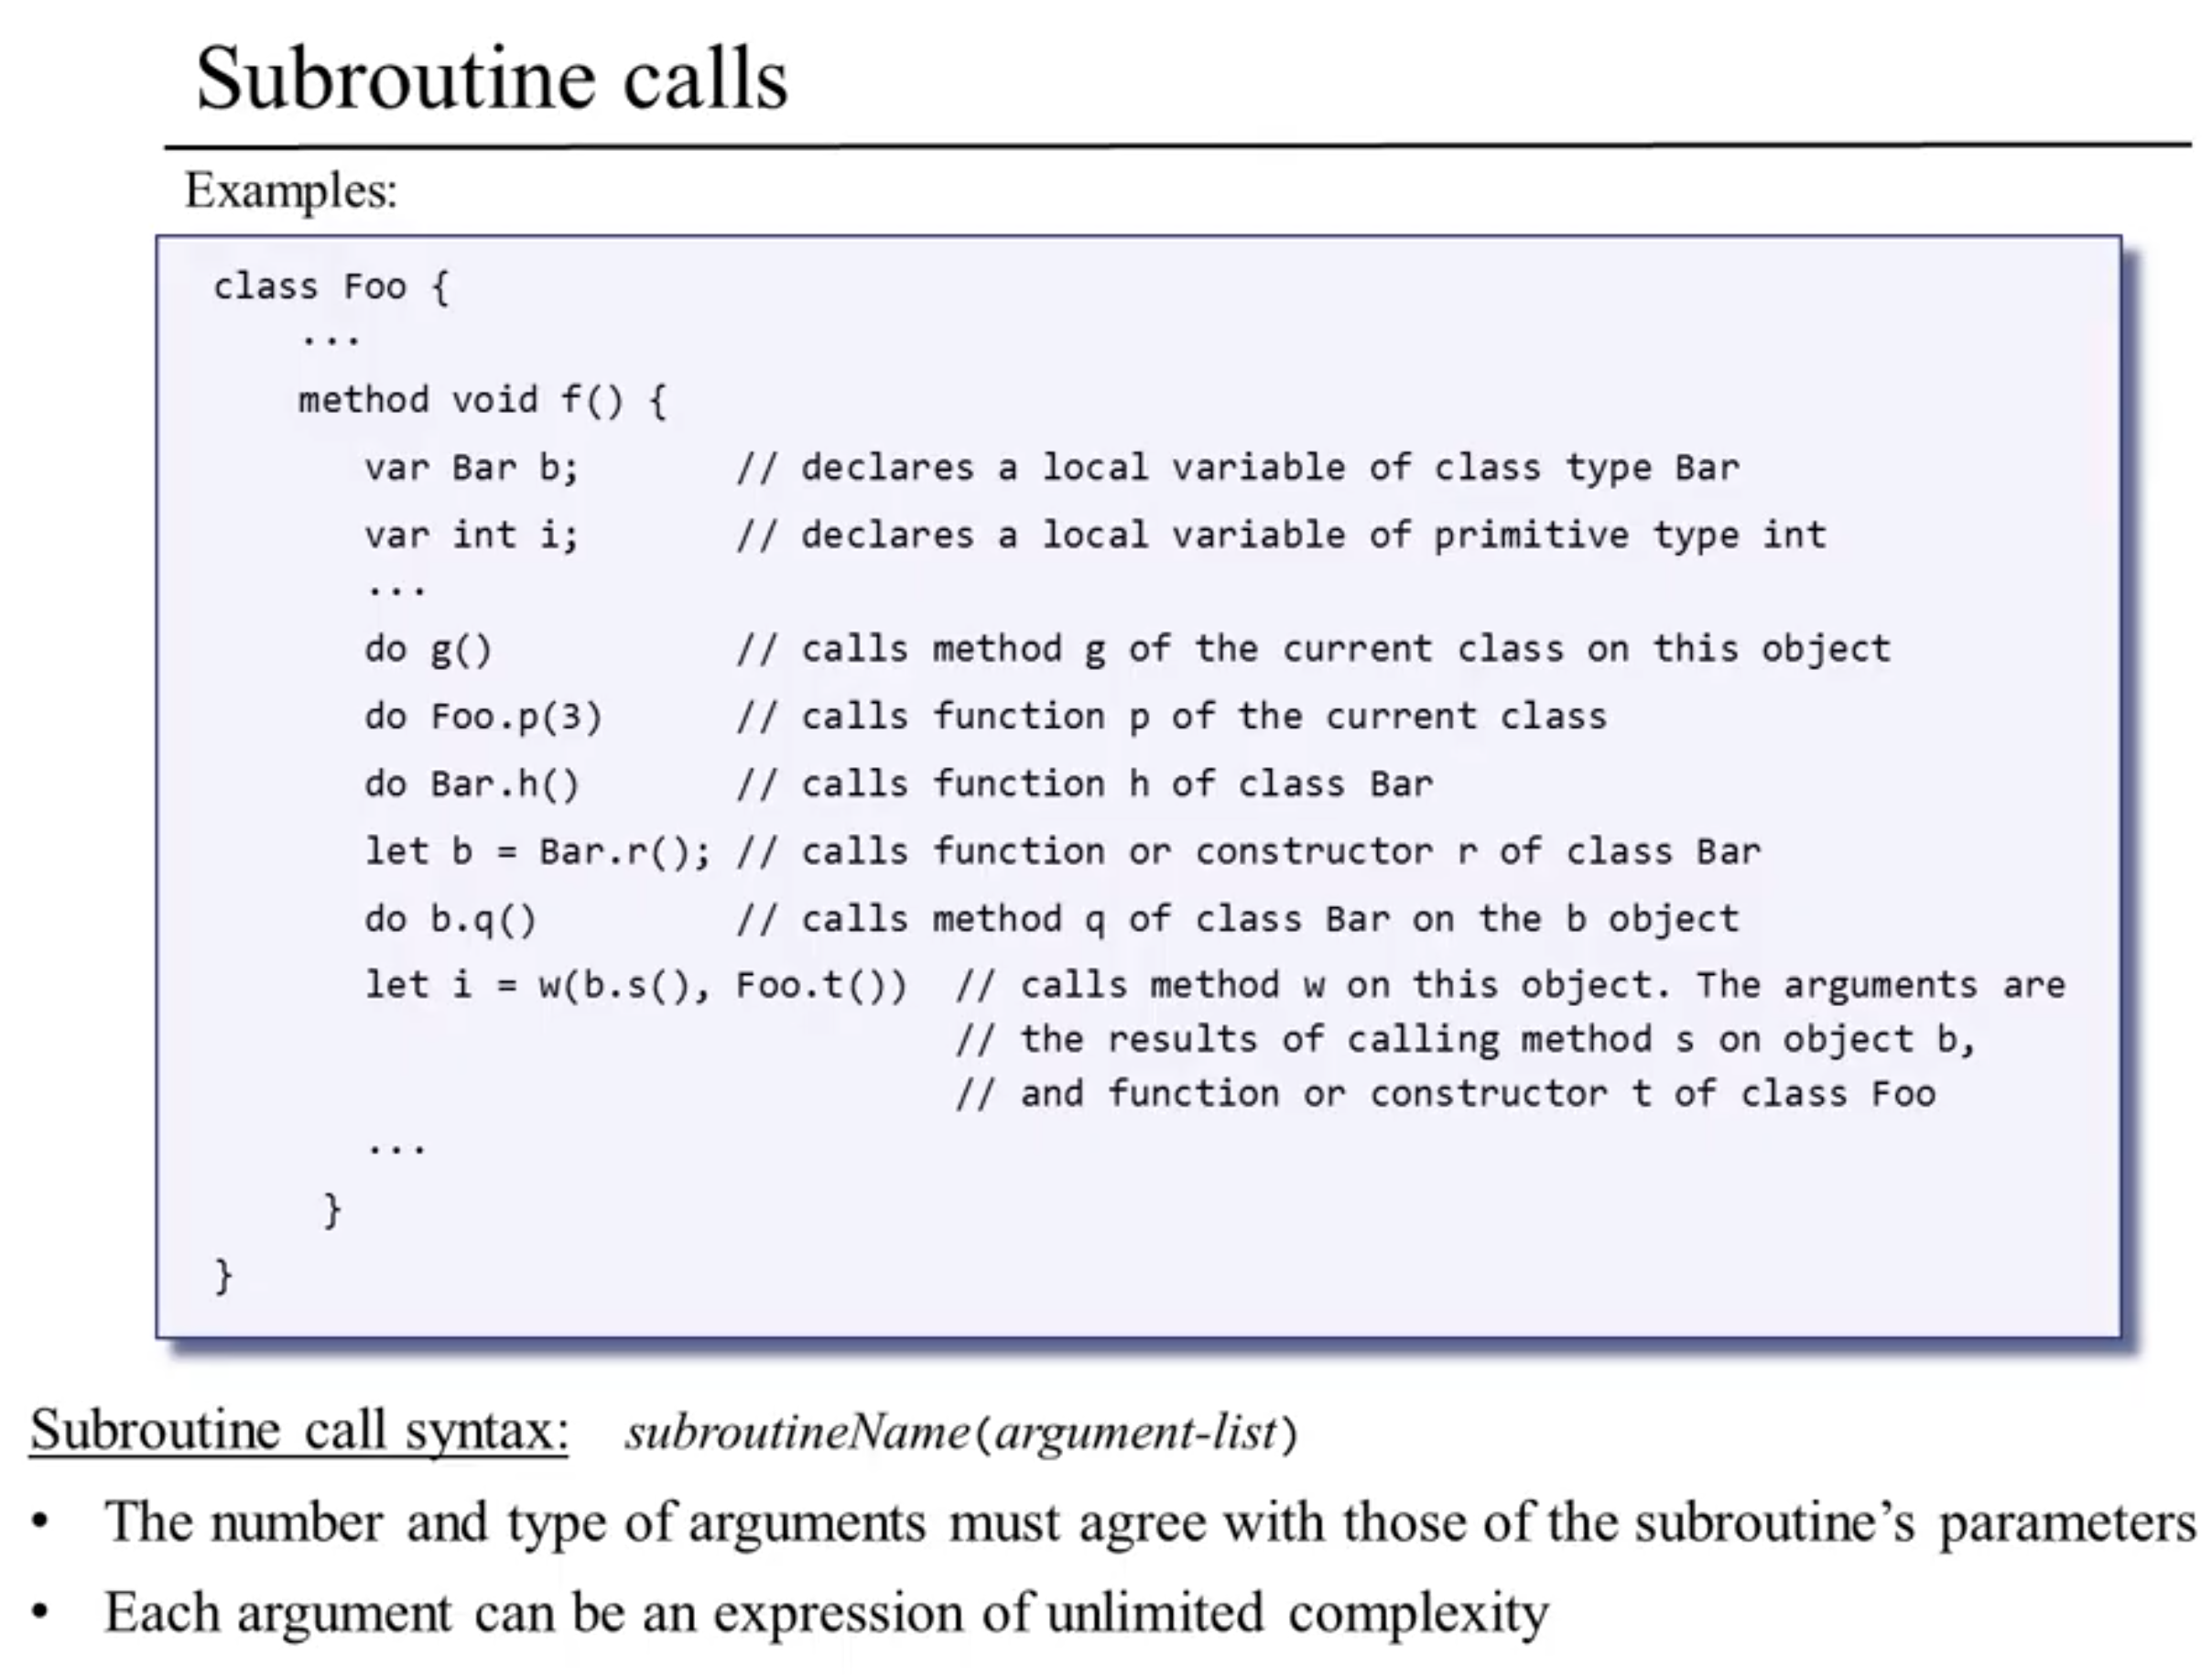 Subroutine calls
Examples:
class Foo {
...
method void f() {
var Bar b; // declares a local variable of class type Bar
var int i; // declares a local variable of primitive type int
...
do g() // calls method g of the current class on this object
do Foo.p(3) // calls function p of the current class
do Bar.h() // calls function h of class Bar
let b = Bar.r(); // calls function or constructor r of class Bar
do b.q() // calls method q of class Bar on the b object
let i = w(b.s(), Foo.t()) // calls method w on this object. The arguments are
// the results of calling method s on object b,
// and function or constructor t of class Foo
...
}
}
Subroutine call syntax: subroutineName(argument-list)
• The number and type of arguments must agree with those of the subroutine’s parameters
• Each argument can be an expression of unlimited complexity